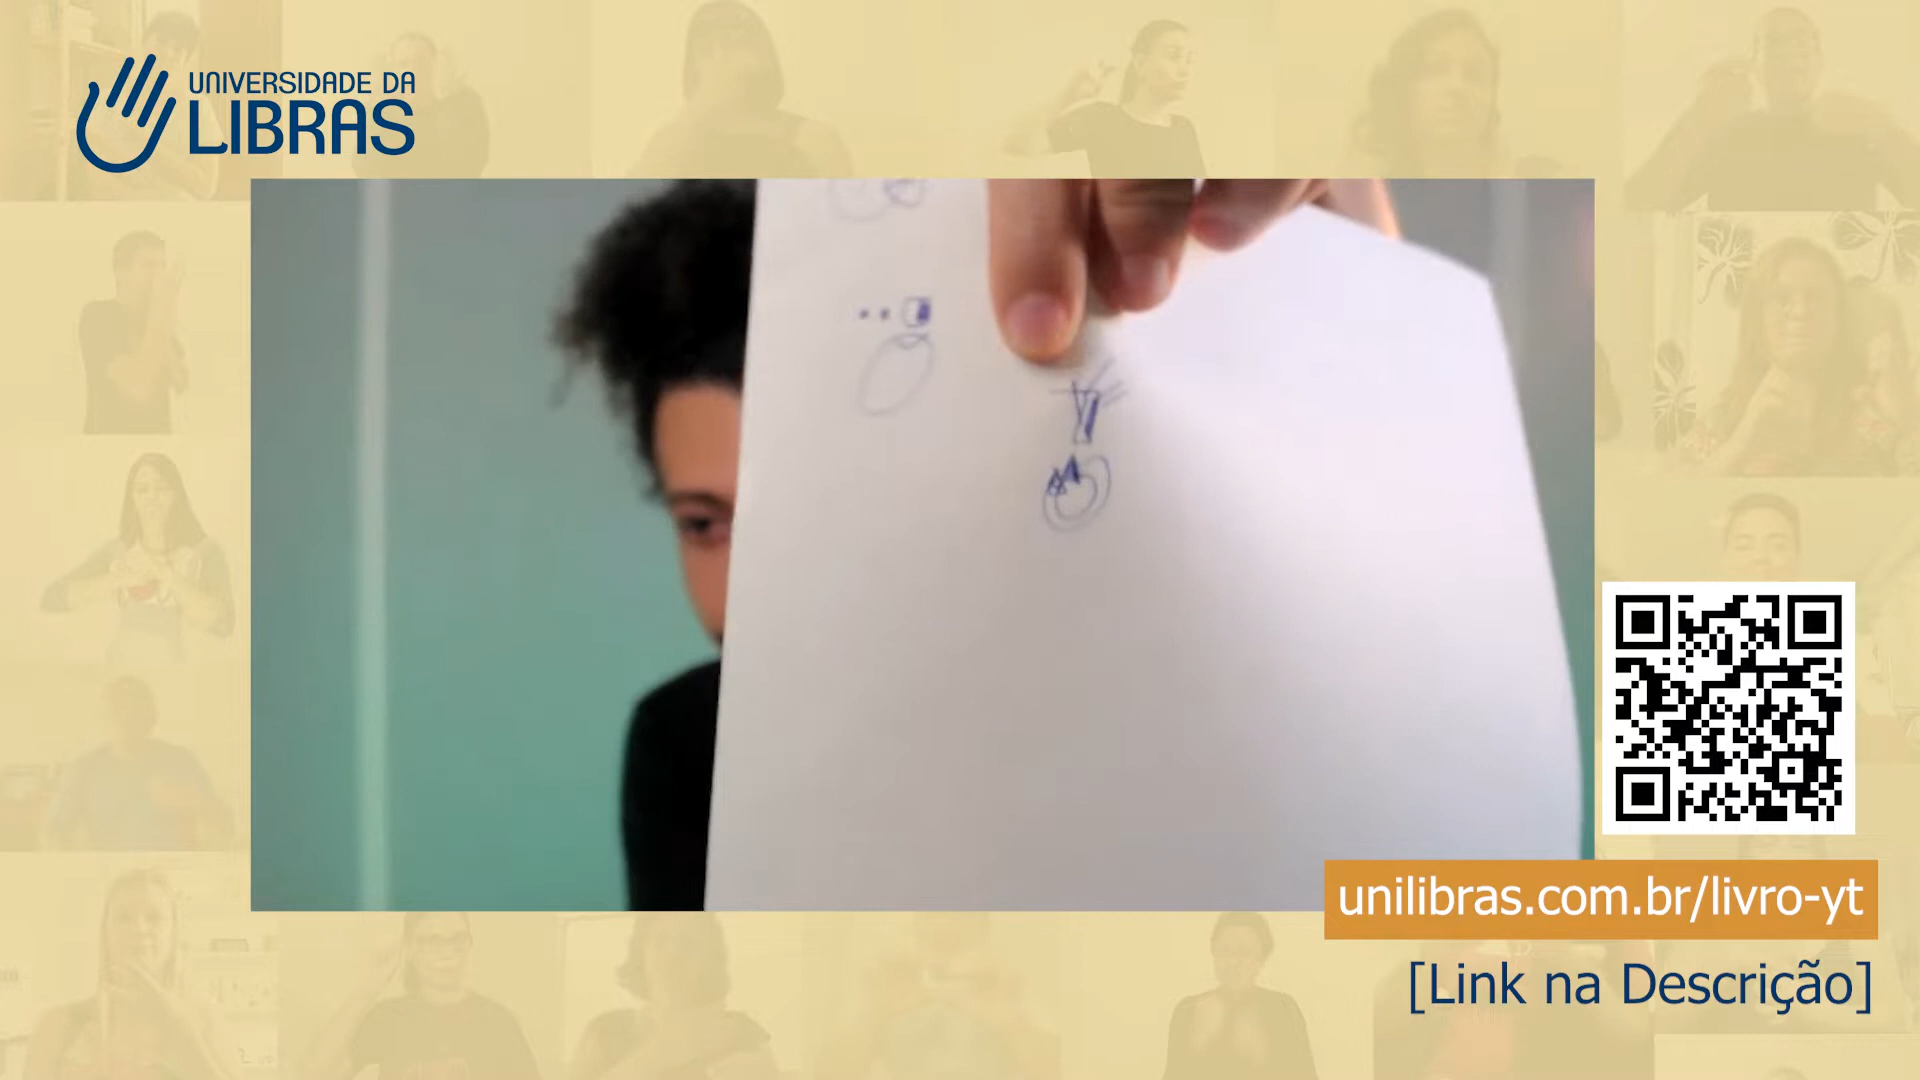 UNIVERSIDADE DA
LIBRAS
unilibras.com.br/livro-yt
[Link na Descrição]